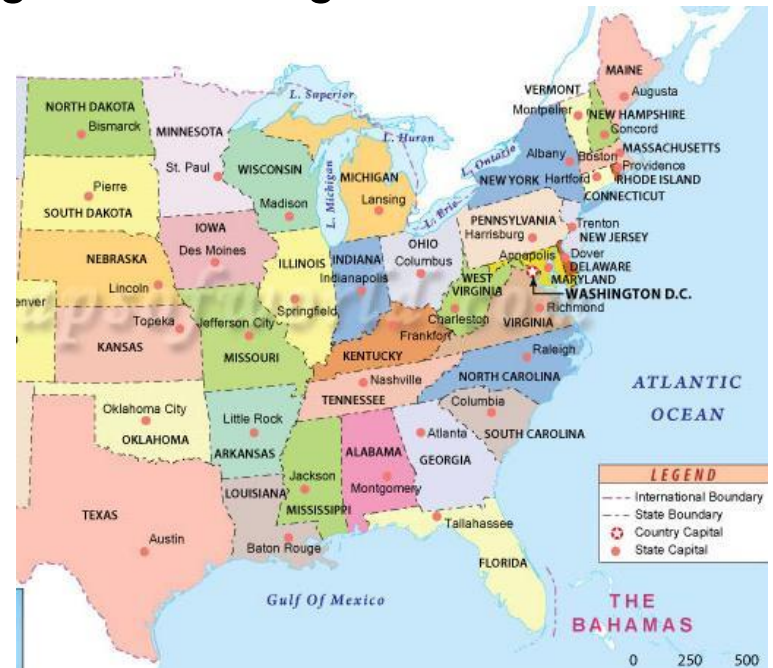 MAINE
VERMONT
Augusta
Montpelier
NEW HAMPSHIRE
Concord
NORTH DAKOTA
Bismarck
MINNESOTA
L. Superior
L. Huron
MASSACHUSETTS
Boston
Albany
L. Ontario
Providence
St. Paul
WISCONSIN
MICHIGAN
Hartford
RHODE ISLAND
NEW YORK
CONNECTICUT
Pierre
L. Michigan
Lansing
SOUTH DAKOTA
Madison
L. Erie
PENNSYLVANIA
Trenton
Harrisburg
NEW JERSEY
IOWA
Des Moines
OHIO
Columbus
NEBRASKA
ILLINOIS
INDIANA
Annapolis
Dover
DELAWARE
Indianapolis
WEST
VIRGINIA
MARYLAND
Lincoln
WASHINGTON D.C.
enver
Springfield
Richmond
Topeka
Jefferson City
Charleston
VIRGINIA
Frankfort
KANSAS
MISSOURI
KENTUCKY
Raleigh
Nashville
NORTH CAROLINA
ATLANTIC
OCEAN
TENNESSEE
Columbia
Oklahoma City
Little Rock
OKLAHOMA
Atlanta
SOUTH CAROLINA
ARKANSAS
ALABAMA
GEORGIA
Jackson
LEGEND
LOUISIANA
Montgomery
International Boundary
MISSISSIPPI
State Boundary
TEXAS
Tallahassee
Country Capital
Austin
Baton Rouge
State Capital
FLORIDA
Gulf Of Mexico
THE
BAHAMAS
0 250 500